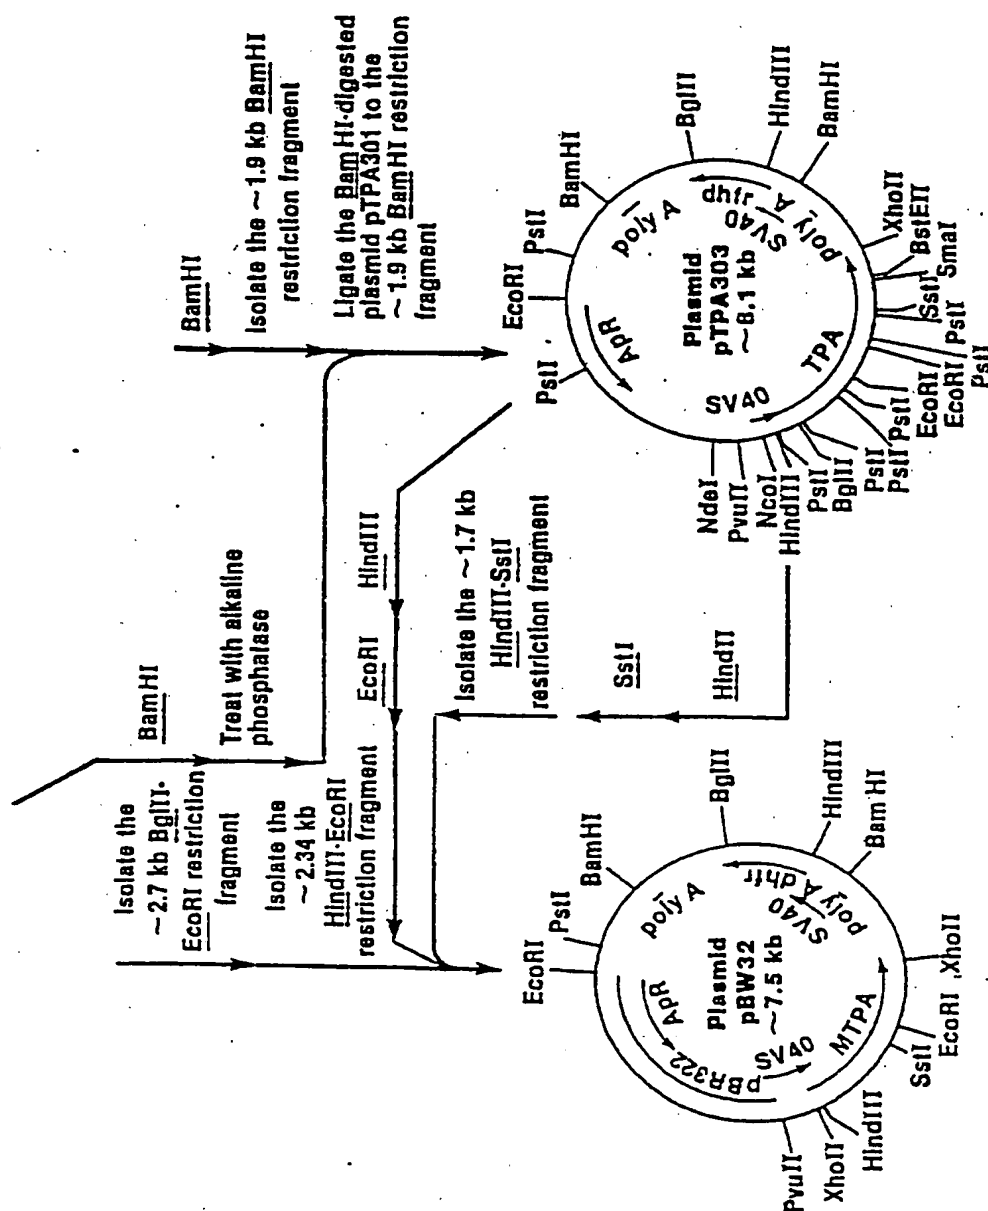 Isolate the
~2.7 kb BglII-
EcoRI restriction
fragment
Isolate the
~2.34 kb
HindIII-EcoRI
restriction fragment
BamHI
Treat with alkaline
phosphatase
BamHI
Isolate the ~1.9 kb BamHI
restriction fragment
Ligate the BamHI-digested
plasmid pTPA301 to the
~1.9 kb BamHI restriction
fragment
EcoRI
HindIII
Isolate the ~1.7 kb
HindIII-SstI
restriction fragment
SstI
HindII
EcoRI
PstI
BamHI
BglII
HindIII
Bam HI
XhoII
EcoRI
SstI
HindIII
XhoII
PvuII
poly A
dhfr
SV40
poly A
MTPA
SV40
pBR322
APR
Plasmid
pBW32
~7.5 kb
PstI
EcoRI
PstI
BamHI
BglII
HindIII
BamHI
XhoII
BstEII
SmaI
SstI
PstI
PstI
EcoRI
EcoRI
PstI
PstI
PstI
BglII
PstI
HindIII
NcoI
PvuII
NdeI
APR
poly A
dhfr
SV40
poly A
TPA
SV40
Plasmid
pTPA303
~8.1 kb